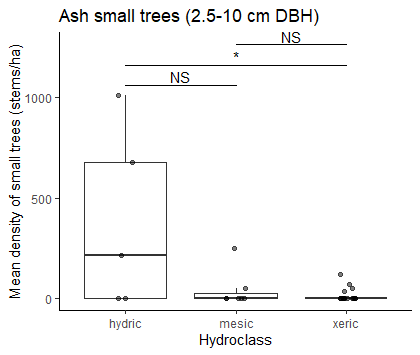 Ash small trees (2.5-10 cm DBH)
NS
*
NS
Mean density of small trees (stems/ha)
1000
500
0
hydric mesic xeric
Hydroclass